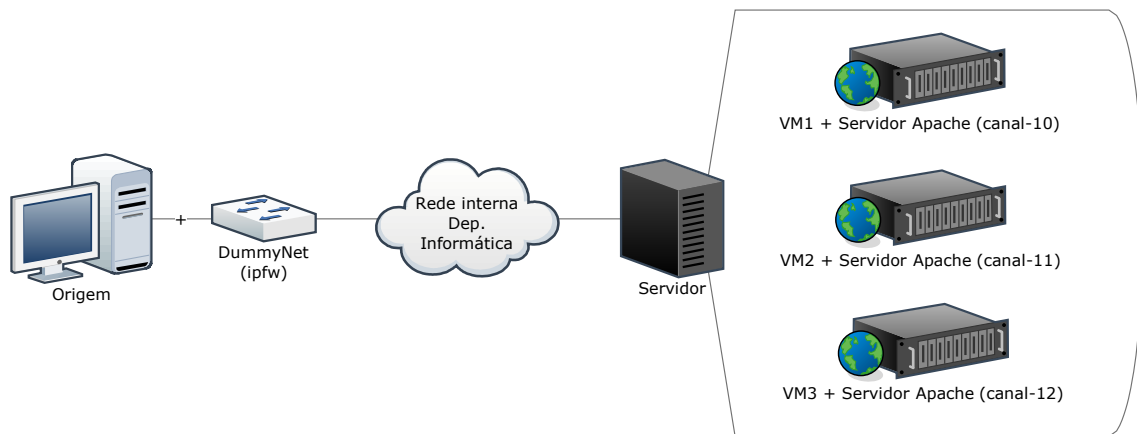 VM1 + Servidor Apache (canal-10)
Rede interna
Dep.
Informática
+
DummyNet
(ipfw)
VM2 + Servidor Apache (canal-11)
Origem
Servidor
VM3 + Servidor Apache (canal-12)